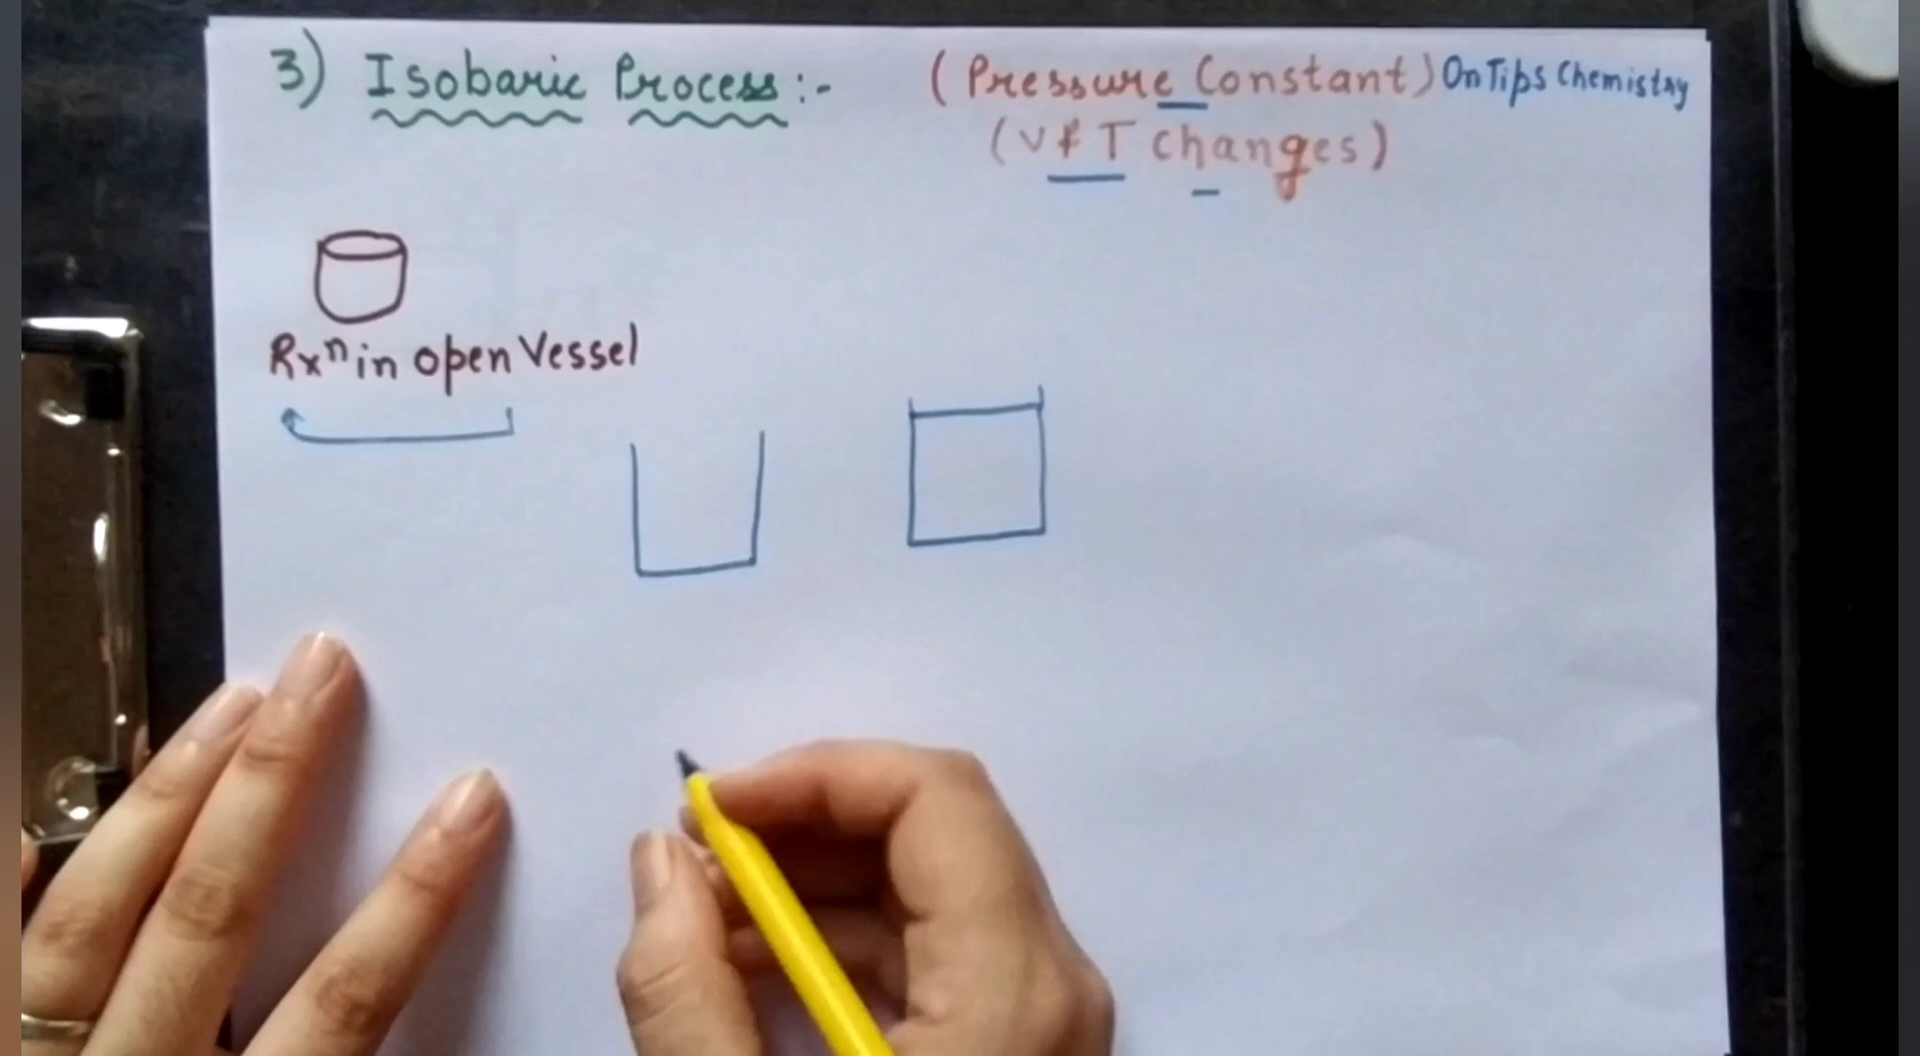 3) Isobaric Process:- (Pressure Constant) OnTips Chemistry
(V & T changes)
Rxⁿ in open Vessel